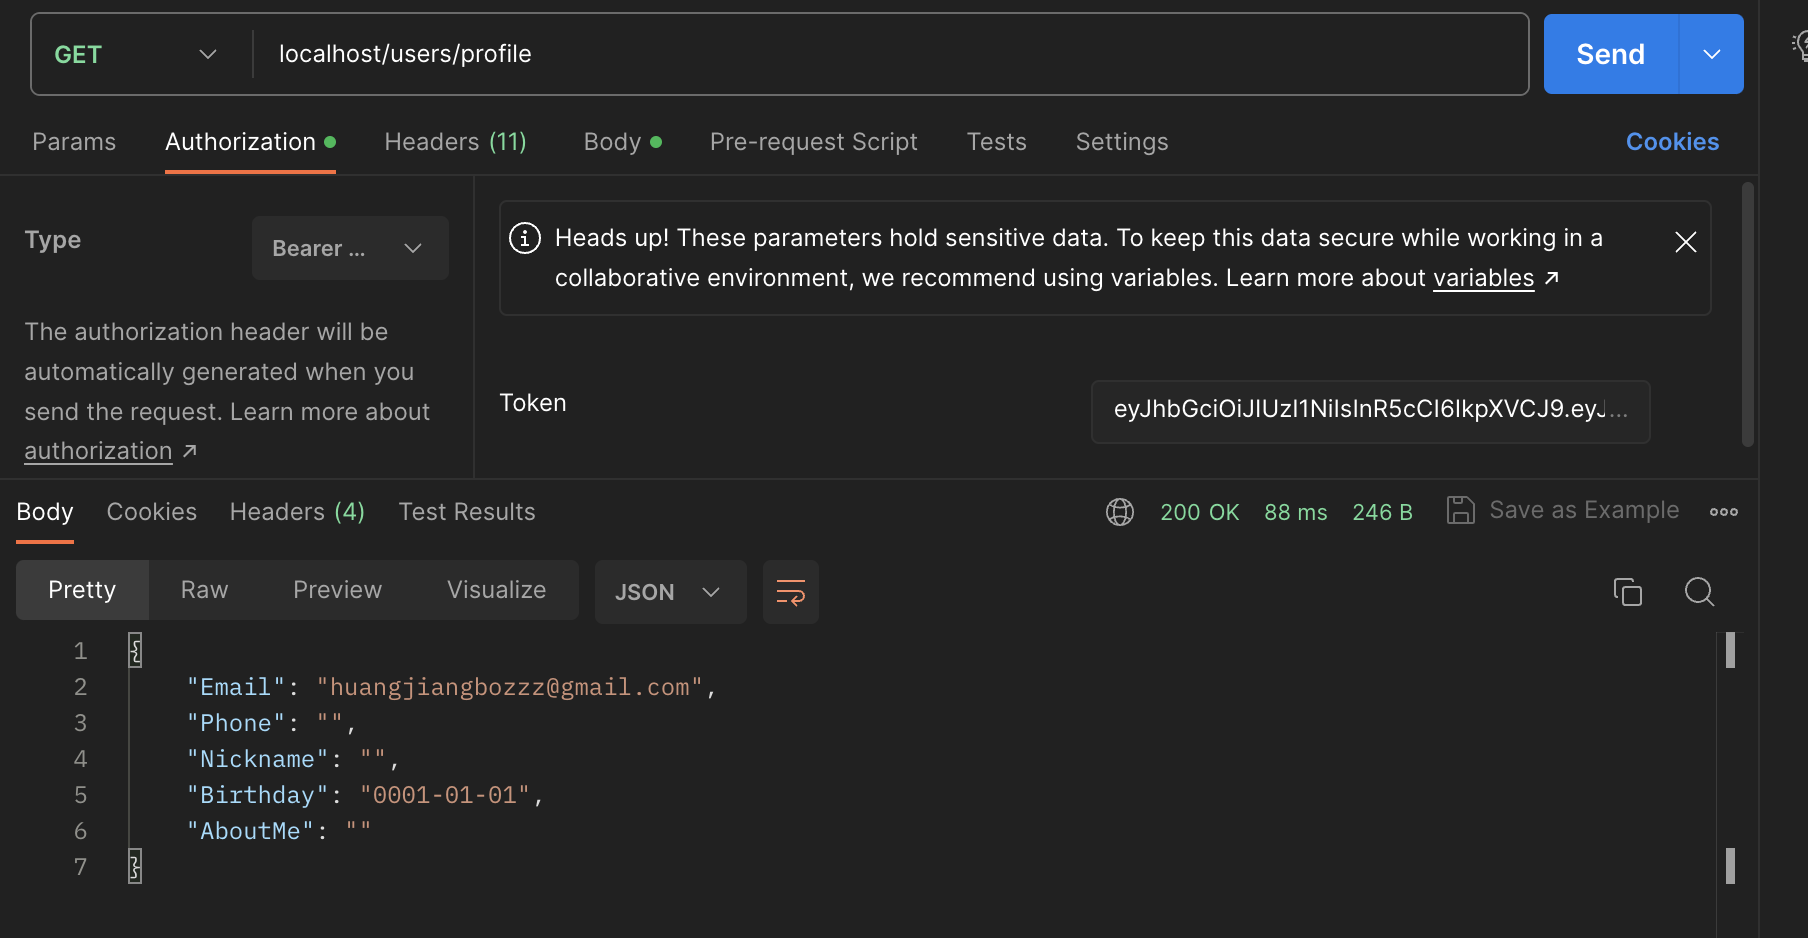 GET localhost/users/profile Send
Params Authorization Headers (11) Body Pre-request Script Tests Settings Cookies
Type Bearer ...
Heads up! These parameters hold sensitive data. To keep this data secure while working in a
collaborative environment, we recommend using variables. Learn more about variables ↗
The authorization header will be
automatically generated when you
send the request. Learn more about
authorization ↗
Token eyJhbGciOiJIUzI1NiIsInR5cCI6IkpXVCJ9.eyJ...
Body Cookies Headers (4) Test Results 200 OK 88 ms 246 B Save as Example
Pretty Raw Preview Visualize JSON
1 {
2 "Email": "huangjiangbozzz@gmail.com",
3 "Phone": "",
4 "Nickname": "",
5 "Birthday": "0001-01-01",
6 "AboutMe": ""
7 }